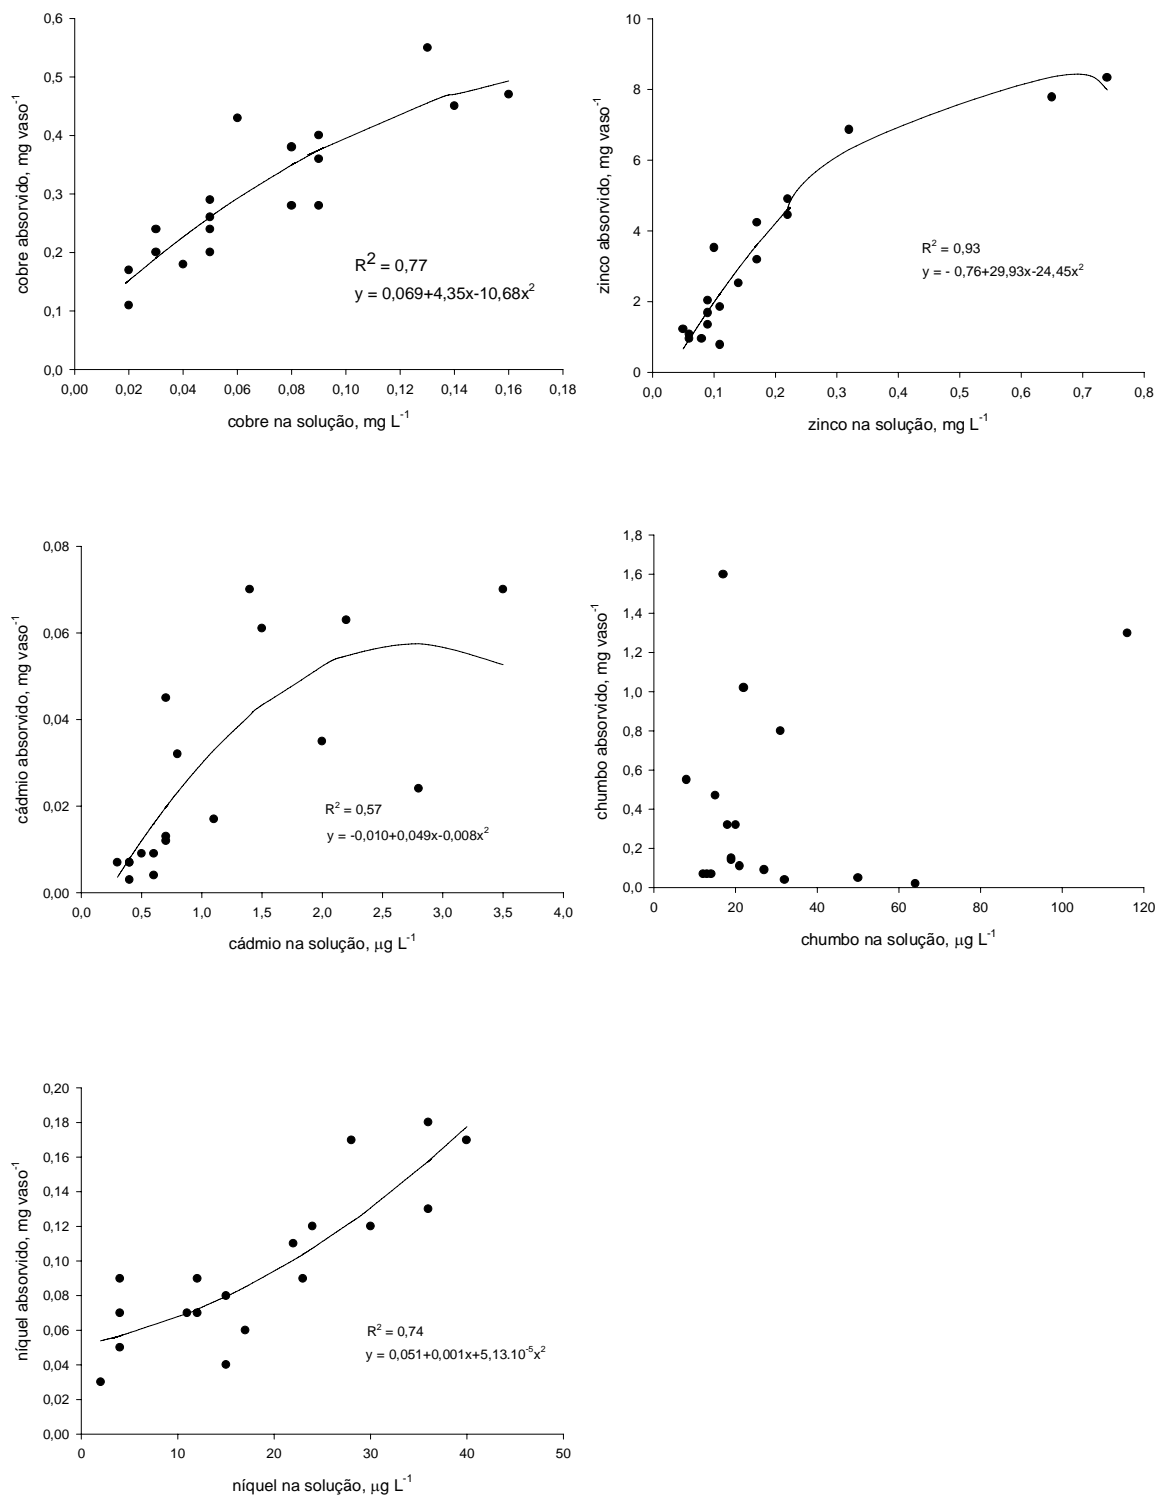 0,6
0,5
0,4
0,3
0,2
0,1
0,0
cobre absorvido, mg vaso⁻¹
R² = 0,77
y = 0,069+4,35x-10,68x²
0,00 0,02 0,04 0,06 0,08 0,10 0,12 0,14 0,16 0,18
cobre na solução, mg L⁻¹
10
8
6
4
2
0
zinco absorvido, mg vaso⁻¹
R² = 0,93
y = - 0,76+29,93x-24,45x²
0,0 0,1 0,2 0,3 0,4 0,5 0,6 0,7 0,8
zinco na solução, mg L⁻¹
0,08
0,06
0,04
0,02
0,00
cádmio absorvido, mg vaso⁻¹
R² = 0,57
y = -0,010+0,049x-0,008x²
0,0 0,5 1,0 1,5 2,0 2,5 3,0 3,5 4,0
cádmio na solução, µg L⁻¹
1,8
1,6
1,4
1,2
1,0
0,8
0,6
0,4
0,2
0,0
chumbo absorvido, mg vaso⁻¹
0 20 40 60 80 100 120
chumbo na solução, µg L⁻¹
0,20
0,18
0,16
0,14
0,12
0,10
0,08
0,06
0,04
0,02
0,00
níquel absorvido, mg vaso⁻¹
R² = 0,74
y = 0,051+0,001x+5,13.10⁻⁵x²
0 10 20 30 40 50
níquel na solução, µg L⁻¹